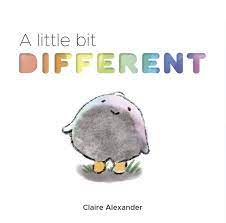 A little bit
DIFFERENT
Claire Alexander